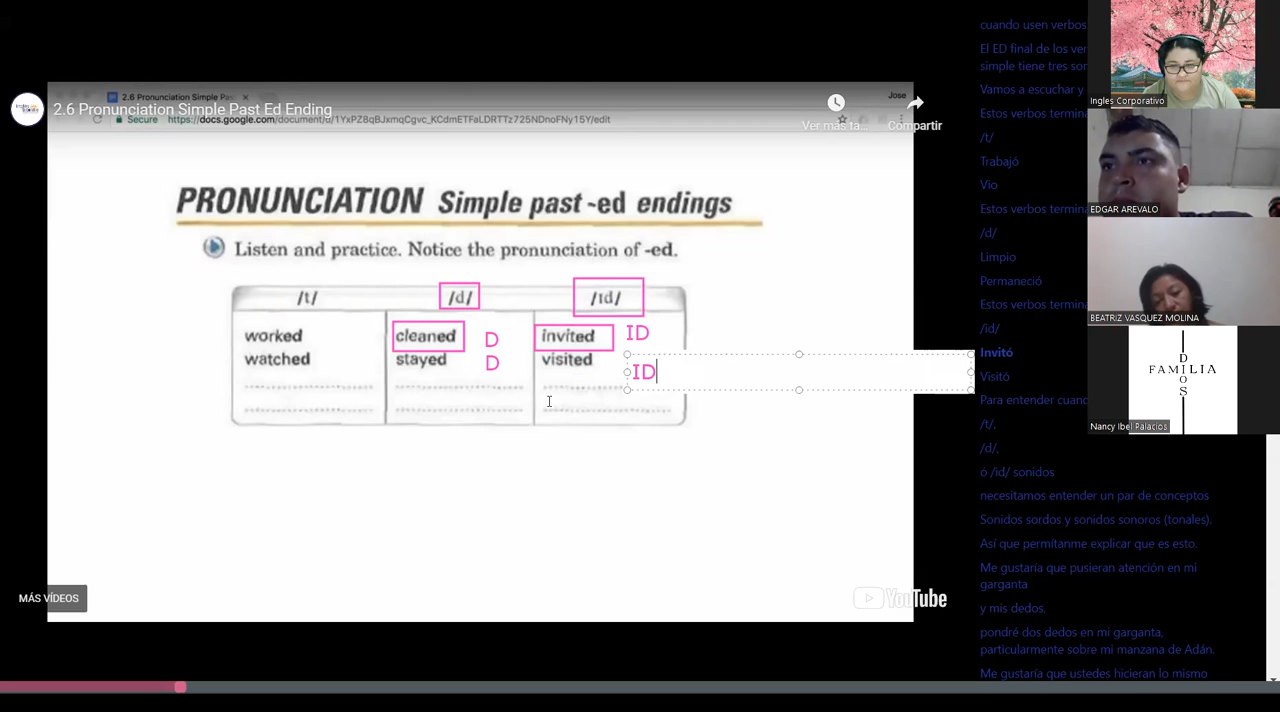 2.6 Pronunciation Simple Pas
Jose
2.6 Pronunciation Simple Past Ed Ending
Secure https://docs.google.com/document/d/1YxPZ8qBJxmqCgvc_KCdmETFaLDRTTz725NDnoFNy15Y/edit
Ver más ta... Compartir
PRONUNCIATION Simple past -ed endings
Listen and practice. Notice the pronunciation of -ed.
/t/ /d/ /ɪd/
worked cleaned D invited ID
watched stayed D visited ID
MÁS VÍDEOS
YouTube
cuando usen verbos
El ED final de los ver
simple tiene tres son
Vamos a escuchar y
Estos verbos termina
/t/
Trabajó
Vio
Estos verbos termina
/d/
Limpio
Permaneció
Estos verbos termina
/id/
Invitó
Visitó
Para entender cuand
/t/,
/d/,
ó /id/ sonidos
necesitamos entender un par de conceptos
Sonidos sordos y sonidos sonoros (tonales).
Así que permítanme explicar que es esto.
Me gustaría que pusieran atención en mi
garganta
y mis dedos,
pondré dos dedos en mi garganta,
particularmente sobre mi manzana de Adán.
Me gustaría que ustedes hicieran lo mismo
Ingles Corporativo
EDGAR AREVALO
BEATRIZ VASQUEZ MOLINA
FAMILIA
DIOS
Nancy Ibel Palacios